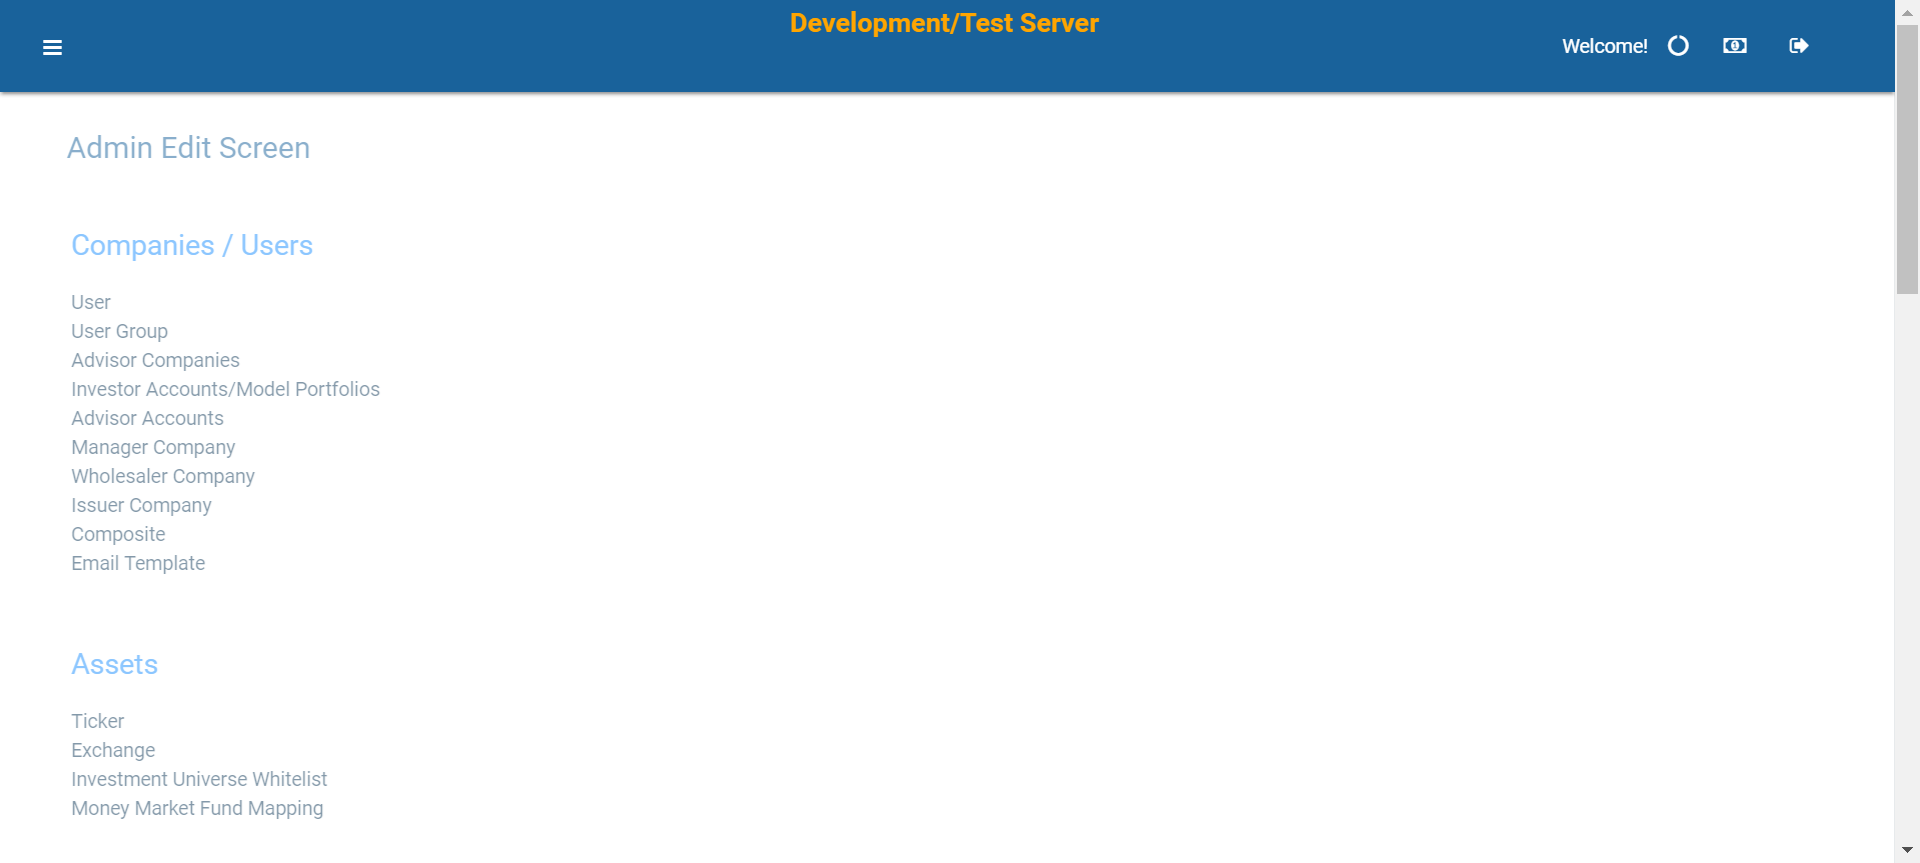 Development/Test Server
Welcome!
Admin Edit Screen
Companies / Users
User
User Group
Advisor Companies
Investor Accounts/Model Portfolios
Advisor Accounts
Manager Company
Wholesaler Company
Issuer Company
Composite
Email Template
Assets
Ticker
Exchange
Investment Universe Whitelist
Money Market Fund Mapping